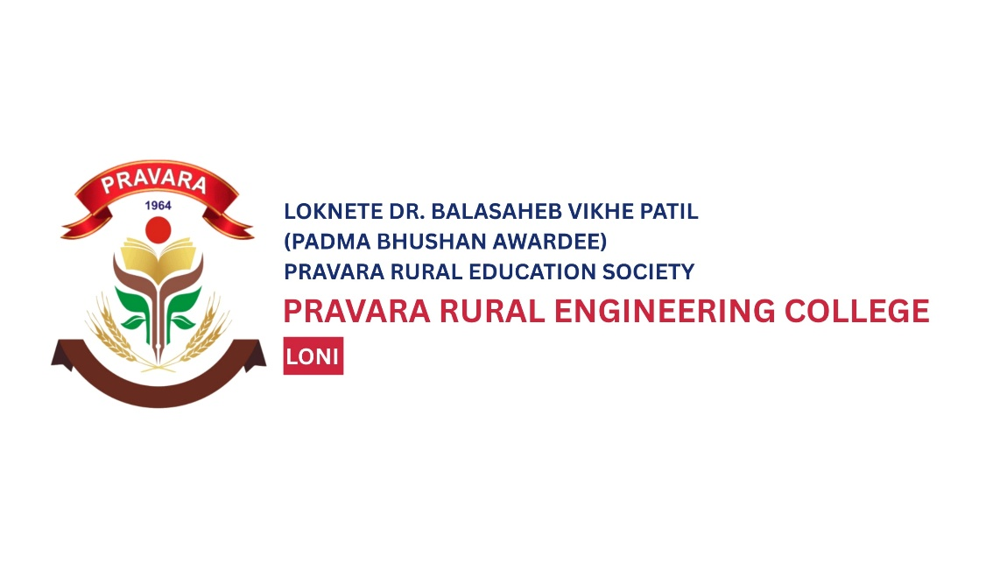 PRAVARA
1964
LOKNETE DR. BALASAHEB VIKHE PATIL
(PADMA BHUSHAN AWARDEE)
PRAVARA RURAL EDUCATION SOCIETY
PRAVARA RURAL ENGINEERING COLLEGE
LONI